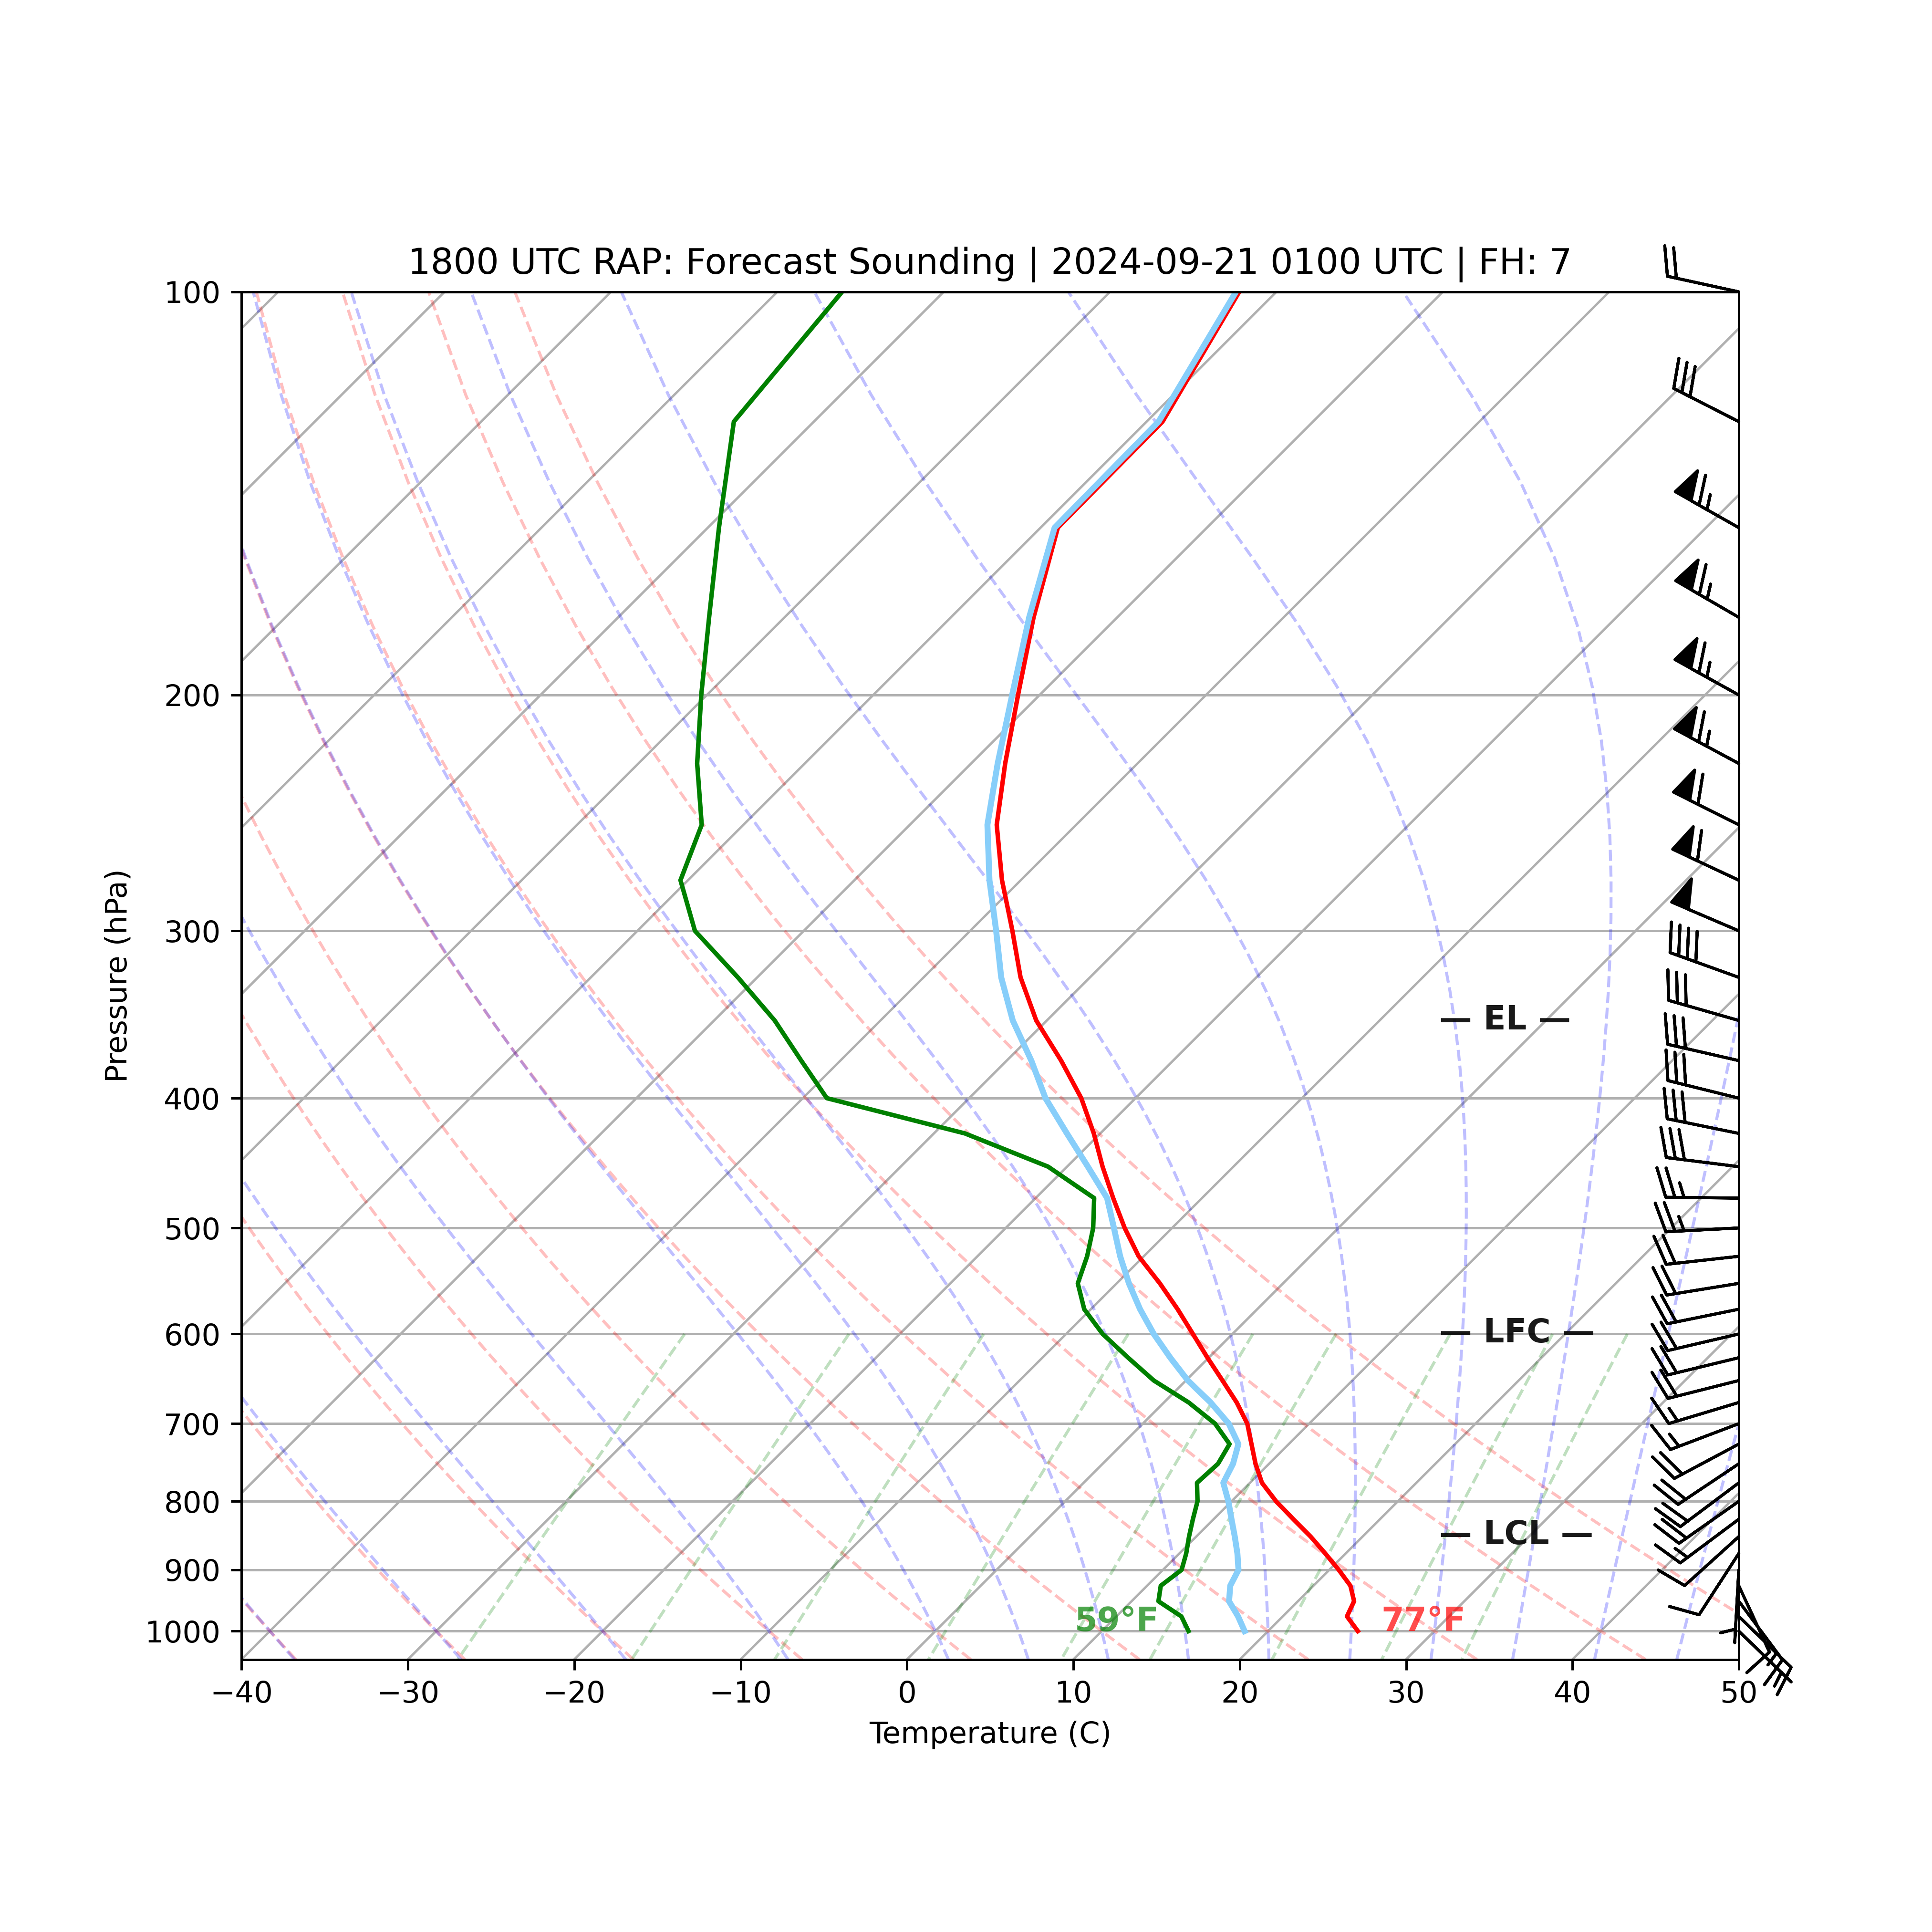 1800 UTC RAP: Forecast Sounding | 2024-09-21 0100 UTC | FH: 7
100
200
300
— EL —
400
500
600
— LFC —
700
800
— LCL —
900
59°F
77°F
1000
−40
−30
−20
−10
0
10
20
30
40
50
Temperature (C)
Pressure (hPa)